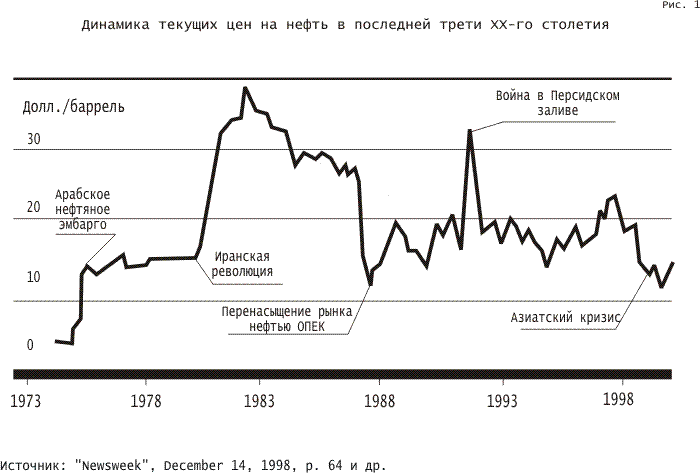 Рис. 1
Динамика текущих цен на нефть в последней трети XX-го столетия
Долл./баррель
Война в Персидском
заливе
30
Арабское
нефтяное
эмбарго
20
Иранская
революция
10
Перенасыщение рынка
нефтью ОПЕК
Азиатский кризис
0
1973 1978 1983 1988 1993 1998
Источник: "Newsweek", December 14, 1998, p. 64 и др.